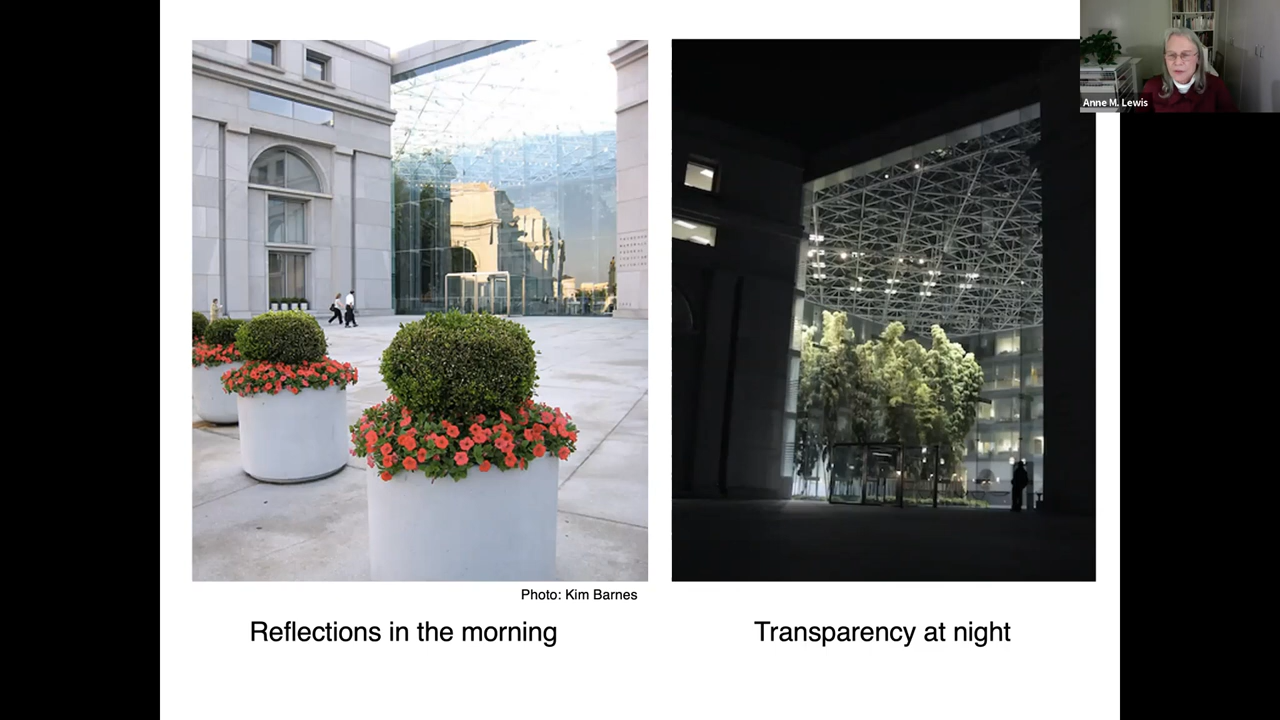 Anne M. Lewis
Photo: Kim Barnes
Reflections in the morning
Transparency at night